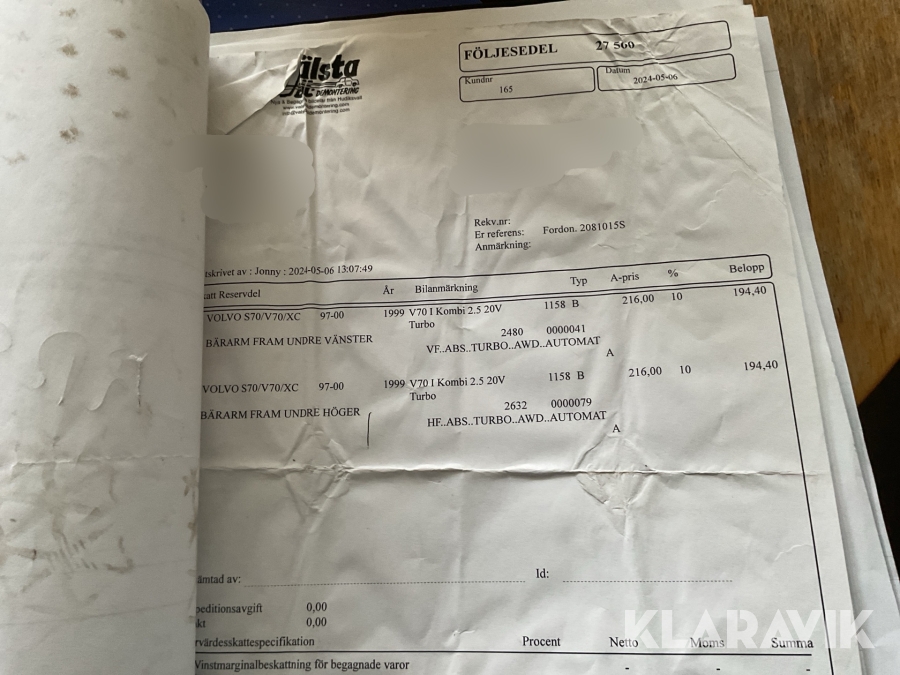 FÖLJESEDEL 27 560
Kundnr
165
Datum
2024-05-06
älsta
DEMONTERING
Rekv.nr:
Er referens: Fordon. 2081015S
Anmärkning:
tskrivet av : Jonny : 2024-05-06 13:07:49
att Reservdel År Bilanmärkning Typ A-pris % Belopp
VOLVO S70/V70/XC 97-00 1999 V70 I Kombi 2.5 20V 1158 B 216,00 10 194,40
Turbo
2480 0000041
BÄRARM FRAM UNDRE VÄNSTER VF..ABS..TURBO..AWD..AUTOMAT
A
VOLVO S70/V70/XC 97-00 1999 V70 I Kombi 2.5 20V 1158 B 216,00 10 194,40
Turbo
2632 0000079
BÄRARM FRAM UNDRE HÖGER HF..ABS..TURBO..AWD..AUTOMAT
A
ämtad av: Id:
peditionsavgift 0,00
kt 0,00
rvärdesskattespecifikation Procent Netto Moms Summa
Vinstmarginalbeskattning för begagnade varor - - -
KLARAVIK